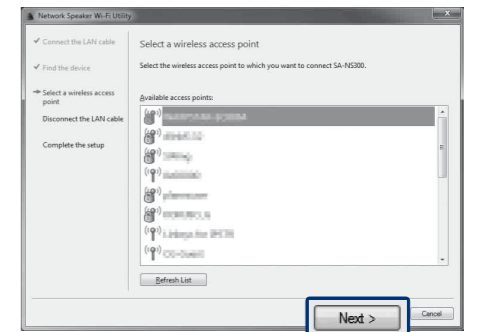 Network Speaker Wi-Fi Utility
Connect the LAN cable
Find the device
Select a wireless access
point
Disconnect the LAN cable
Complete the setup
Select a wireless access point
Select the wireless access point to which you want to connect SA-NS300.
Available access points:
Refresh List
Next >
Cancel